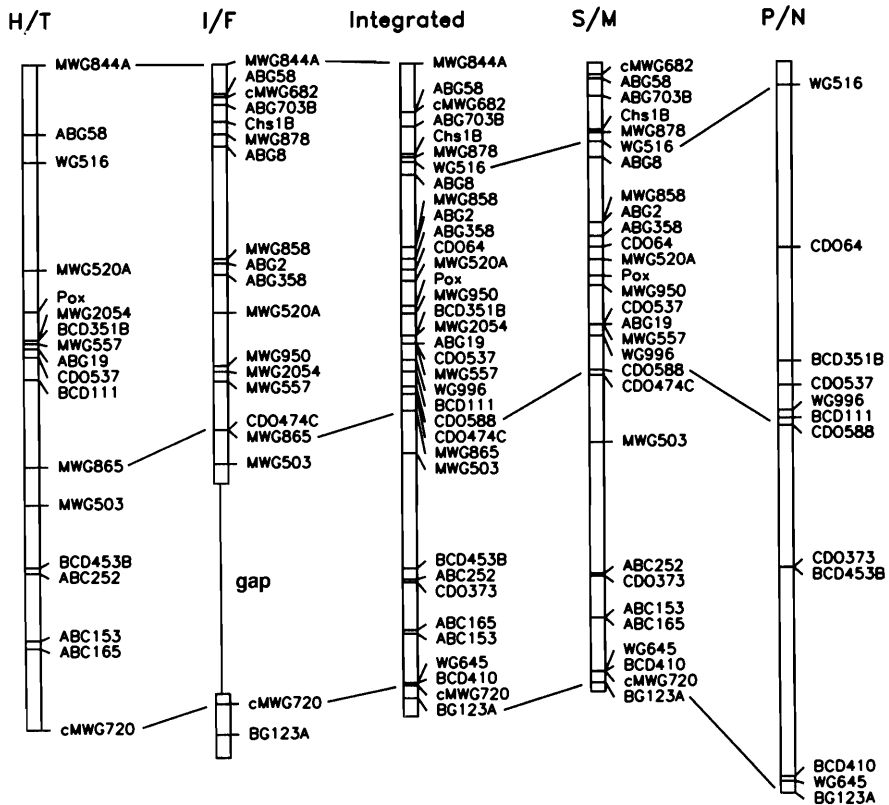 H/T
I/F
Integrated
S/M
P/N
MWG844A
ABG58
WG516
MWG520A
Pox
MWG2054
BCD351B
MWG557
ABG19
CDO537
BCD111
MWG865
MWG503
BCD453B
ABC252
ABC153
ABC165
cMWG720
MWG844A
ABG58
cMWG682
ABG703B
Chs1B
MWG878
ABG8
MWG858
ABG2
ABG358
MWG520A
MWG950
MWG2054
MWG557
CDO474C
MWG865
MWG503
gap
cMWG720
BG123A
MWG844A
ABG58
cMWG682
ABG703B
Chs1B
MWG878
WG516
ABG8
MWG858
ABG2
ABG358
CDO64
MWG520A
Pox
MWG950
BCD351B
MWG2054
ABG19
CDO537
MWG557
WG996
BCD111
CDO588
CDO474C
MWG865
MWG503
BCD453B
ABC252
CDO373
ABC165
ABC153
WG645
BCD410
cMWG720
BG123A
cMWG682
ABG58
ABG703B
Chs1B
MWG878
WG516
ABG8
MWG858
ABG2
ABG358
CDO64
MWG520A
Pox
MWG950
CDO537
ABG19
MWG557
WG996
CDO588
CDO474C
MWG503
ABC252
CDO373
ABC153
ABC165
WG645
BCD410
cMWG720
BG123A
WG516
CDO64
BCD351B
CDO537
WG996
BCD111
CDO588
CDO373
BCD453B
BCD410
WG645
BG123A